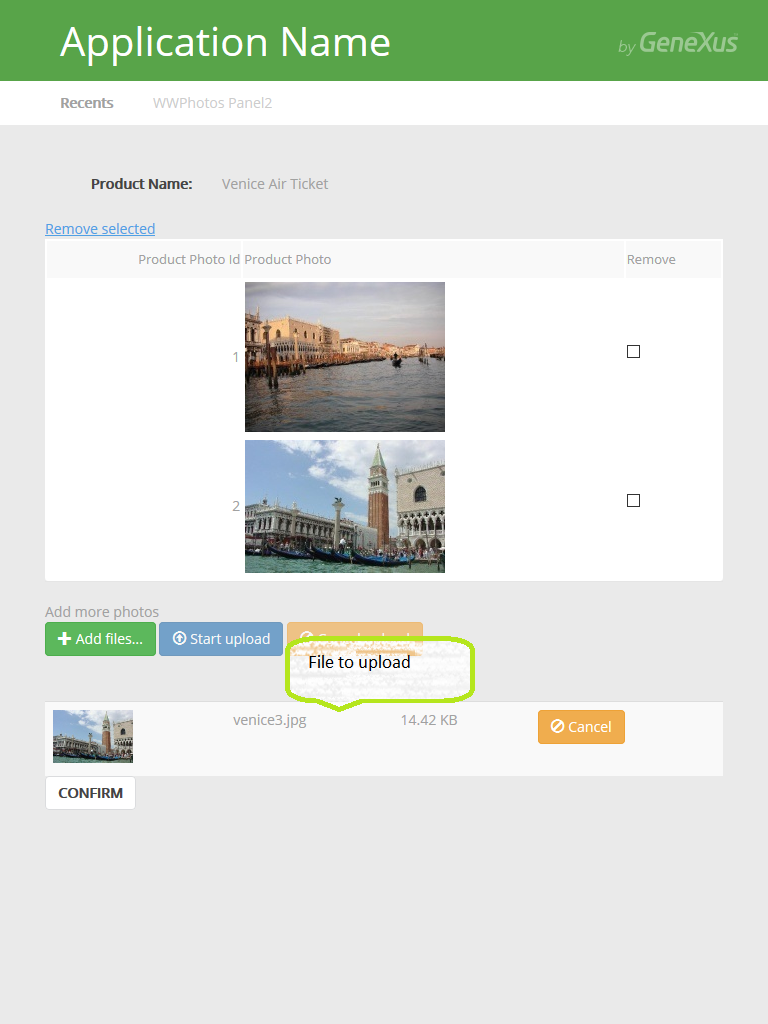 Application Name
by GeneXus
Recents WWPhotos Panel2
Product Name: Venice Air Ticket
Remove selected
Product Photo Id Product Photo Remove
1
2
Add more photos
Add files... Start upload
File to upload
venice3.jpg 14.42 KB Cancel
CONFIRM